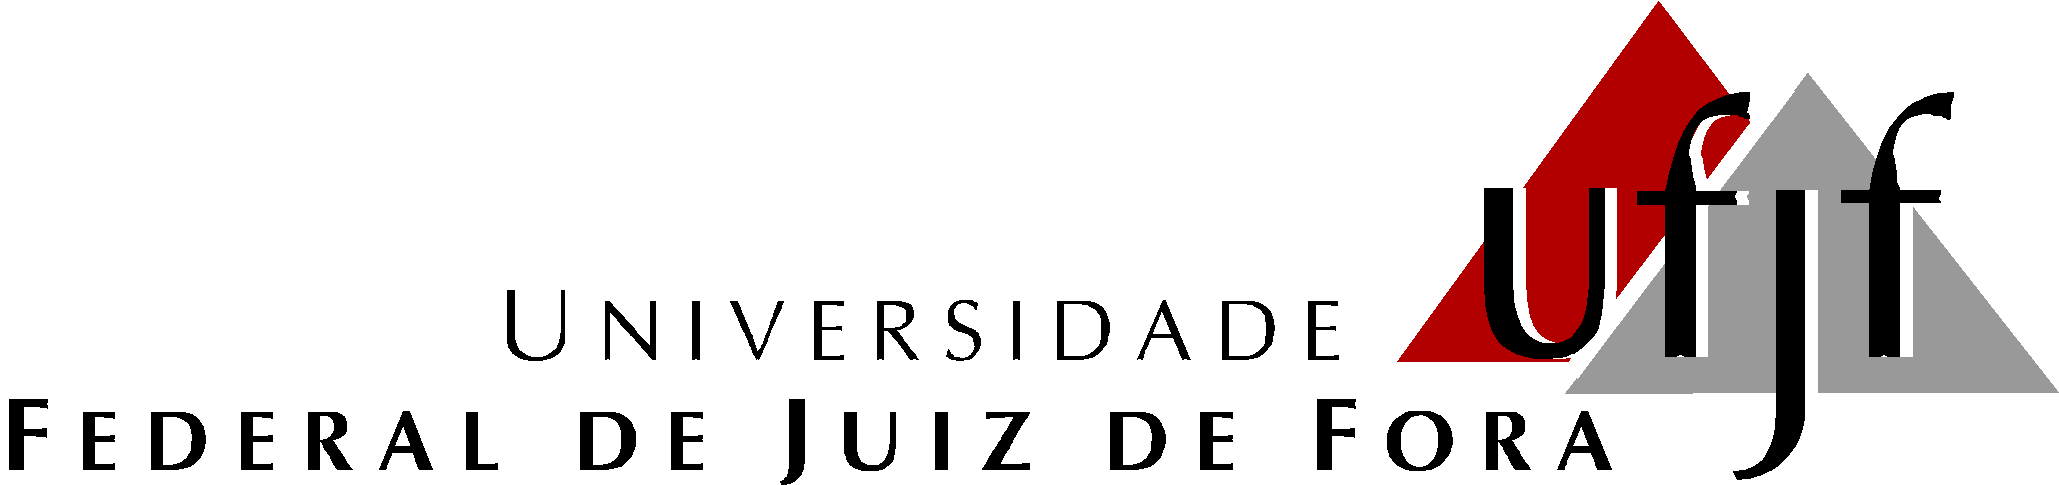 ufjf
UNIVERSIDADE
FEDERAL DE JUIZ DE FORA